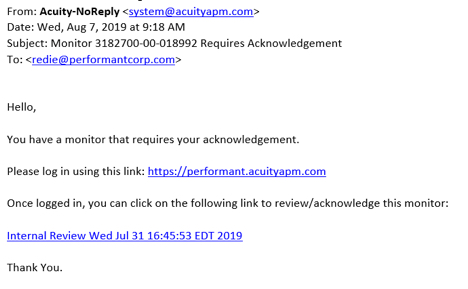 From: Acuity-NoReply <system@acuityapm.com>
Date: Wed, Aug 7, 2019 at 9:18 AM
Subject: Monitor 3182700-00-018992 Requires Acknowledgement
To: <redie@performantcorp.com>
Hello,
You have a monitor that requires your acknowledgement.
Please log in using this link: https://performant.acuityapm.com
Once logged in, you can click on the following link to review/acknowledge this monitor:
Internal Review Wed Jul 31 16:45:53 EDT 2019
Thank You.